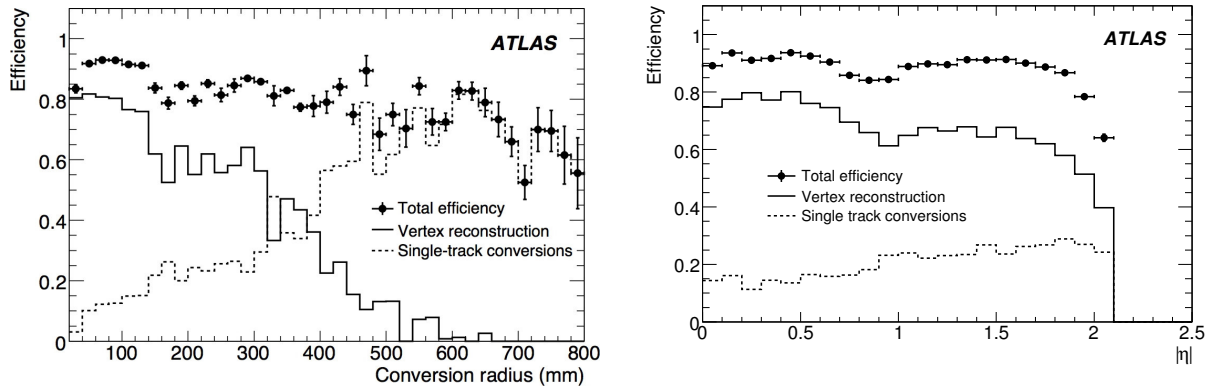 Efficiency
1
0.8
0.6
0.4
0.2
0
ATLAS
Total efficiency
Vertex reconstruction
Single-track conversions
100 200 300 400 500 600 700 800
Conversion radius (mm)
Efficiency
1
0.8
0.6
0.4
0.2
0
ATLAS
Total efficiency
Vertex reconstruction
Single track conversions
0 0.5 1 1.5 2 2.5
|η|